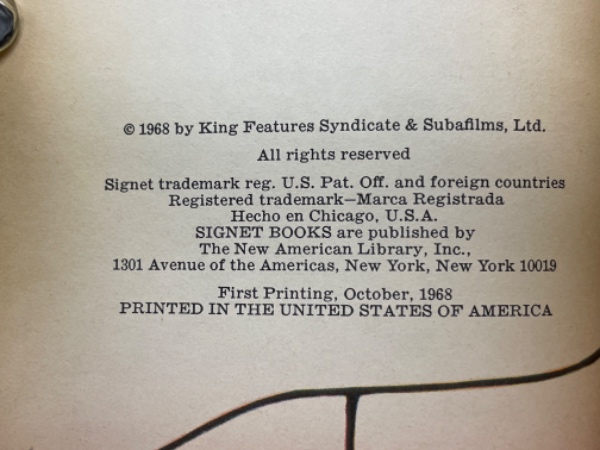 © 1968 by King Features Syndicate & Subafilms, Ltd.
All rights reserved
Signet trademark reg. U.S. Pat. Off. and foreign countries
Registered trademark—Marca Registrada
Hecho en Chicago, U.S.A.
SIGNET BOOKS are published by
The New American Library, Inc.,
1301 Avenue of the Americas, New York, New York 10019
First Printing, October, 1968
PRINTED IN THE UNITED STATES OF AMERICA